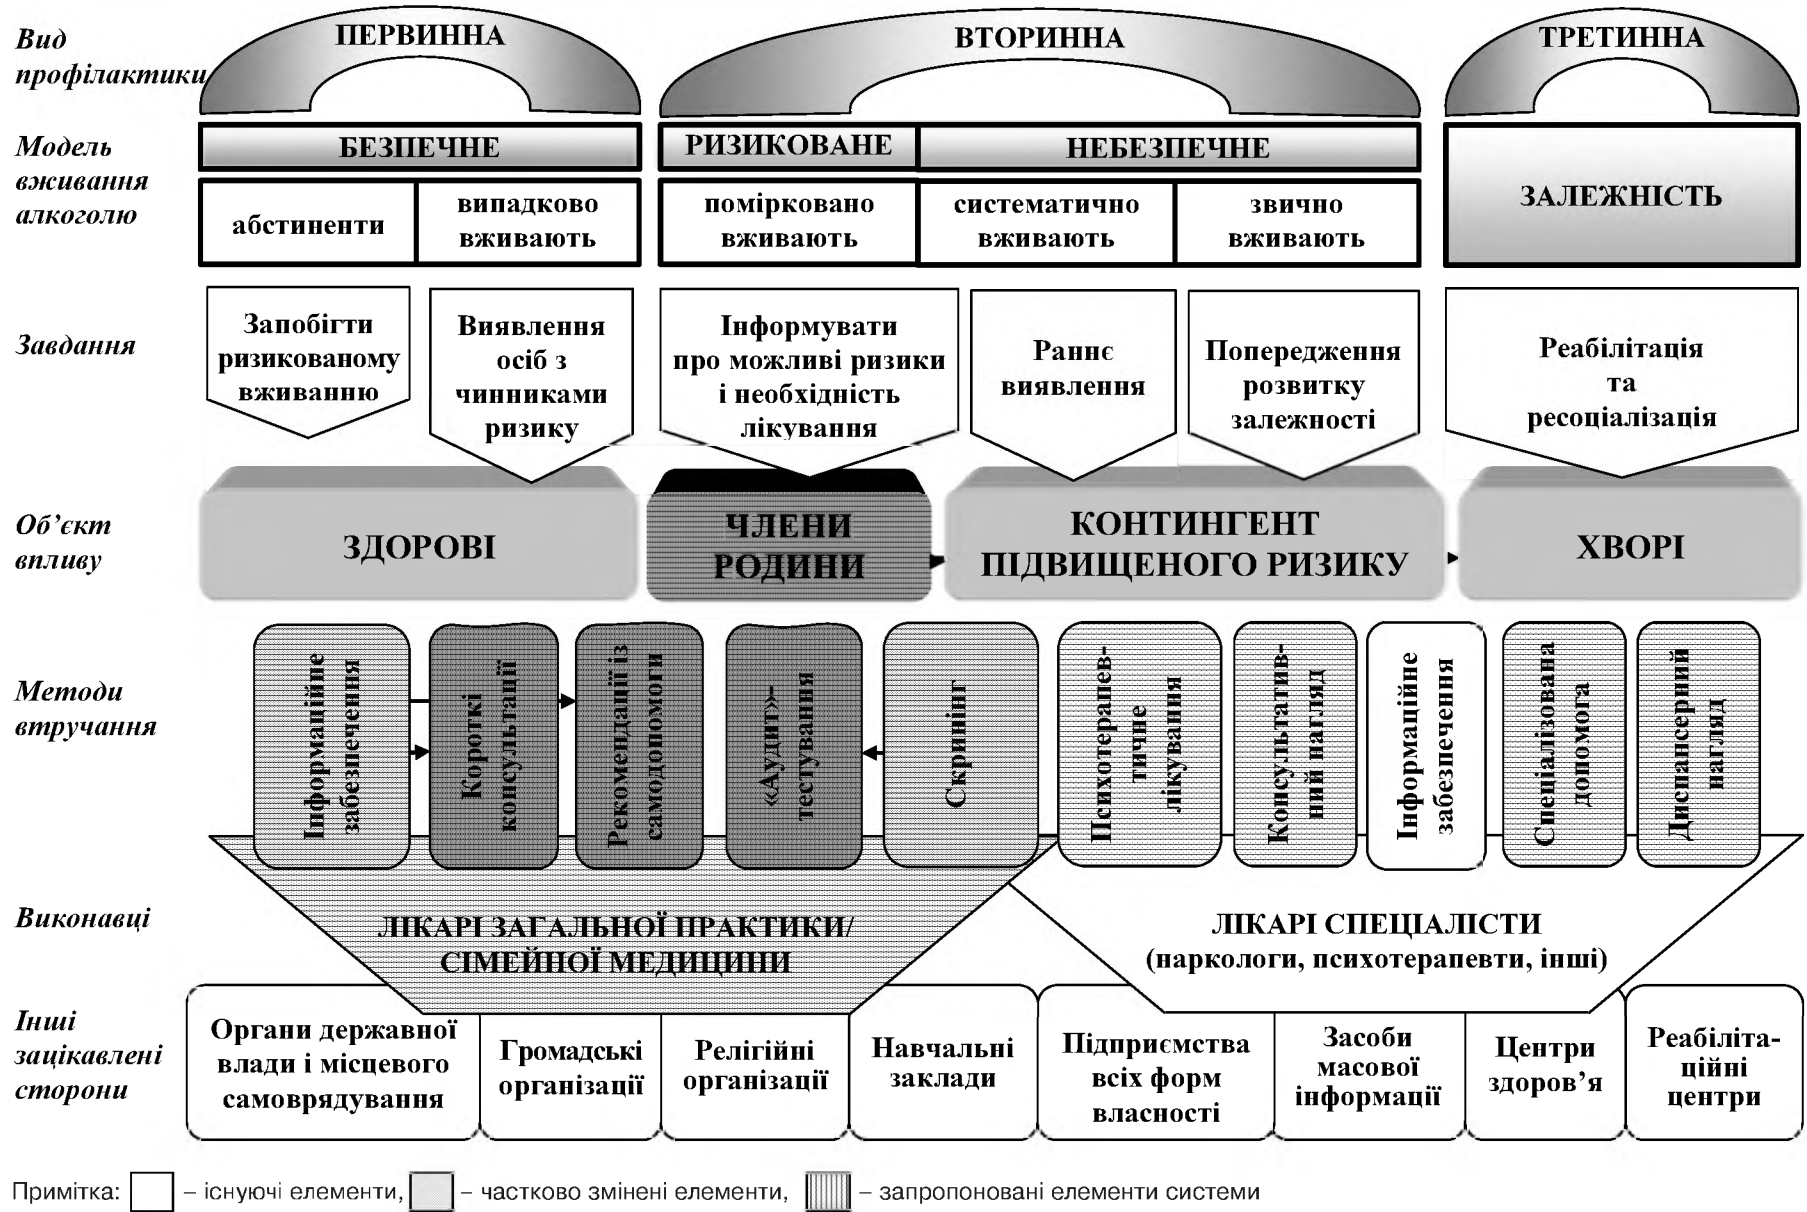 Вид
профілактики
ПЕРВИННА
ВТОРИННА
ТРЕТИННА
Модель
вживання
алкоголю
БЕЗПЕЧНЕ
РИЗИКОВАНЕ
НЕБЕЗПЕЧНЕ
ЗАЛЕЖНІСТЬ
абстиненти
випадково
вживають
помірковано
вживають
систематично
вживають
звично
вживають
Завдання
Запобігти
ризикованому
вживанню
Виявлення
осіб з
чинниками
ризику
Інформувати
про можливі ризики
і необхідність
лікування
Раннє
виявлення
Попередження
розвитку
залежності
Реабілітація
та
ресоціалізація
Об’єкт
впливу
ЗДОРОВІ
ЧЛЕНИ
РОДИНИ
КОНТИНГЕНТ
ПІДВИЩЕНОГО РИЗИКУ
ХВОРІ
Методи
втручання
Інформаційне
забезпечення
Короткі
консультації
Рекомендації із
самодопомоги
«Аудит»-
тестування
Скринінг
Психотерапев-
тичне
лікування
Консультатив-
ний нагляд
Інформаційне
забезпечення
Спеціалізована
допомога
Диспансерний
нагляд
Виконавці
ЛІКАРІ ЗАГАЛЬНОЇ ПРАКТИКИ/
СІМЕЙНОЇ МЕДИЦИНИ
ЛІКАРІ СПЕЦІАЛІСТИ
(наркологи, психотерапевти, інші)
Інші
зацікавлені
сторони
Органи державної
влади і місцевого
самоврядування
Громадські
організації
Релігійні
організації
Навчальні
заклади
Підприємства
всіх форм
власності
Засоби
масової
інформації
Центри
здоров’я
Реабіліта-
ційні
центри
Примітка: – існуючі елементи, – частково змінені елементи, – запропоновані елементи системи